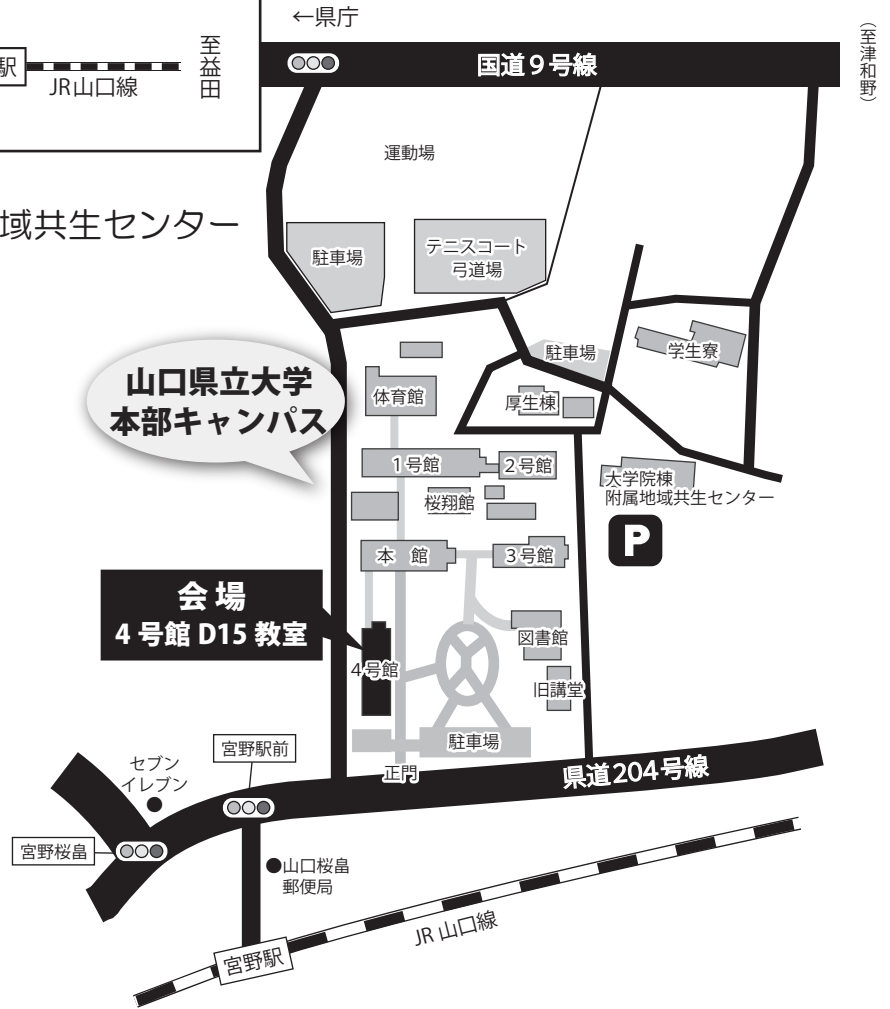 ←県庁
(至津和野)
国道9号線
駅
JR山口線
至益田
運動場
域共生センター
駐車場
テニスコート
弓道場
駐車場
学生寮
山口県立大学
本部キャンパス
体育館
厚生棟
1号館
2号館
大学院棟
附属地域共生センター
桜翔館
P
本 館
3号館
会 場
4 号館 D15 教室
図書館
4号館
旧講堂
駐車場
宮野駅前
セブン
イレブン
正門
県道204号線
宮野桜畠
●山口桜畠
郵便局
JR 山口線
宮野駅